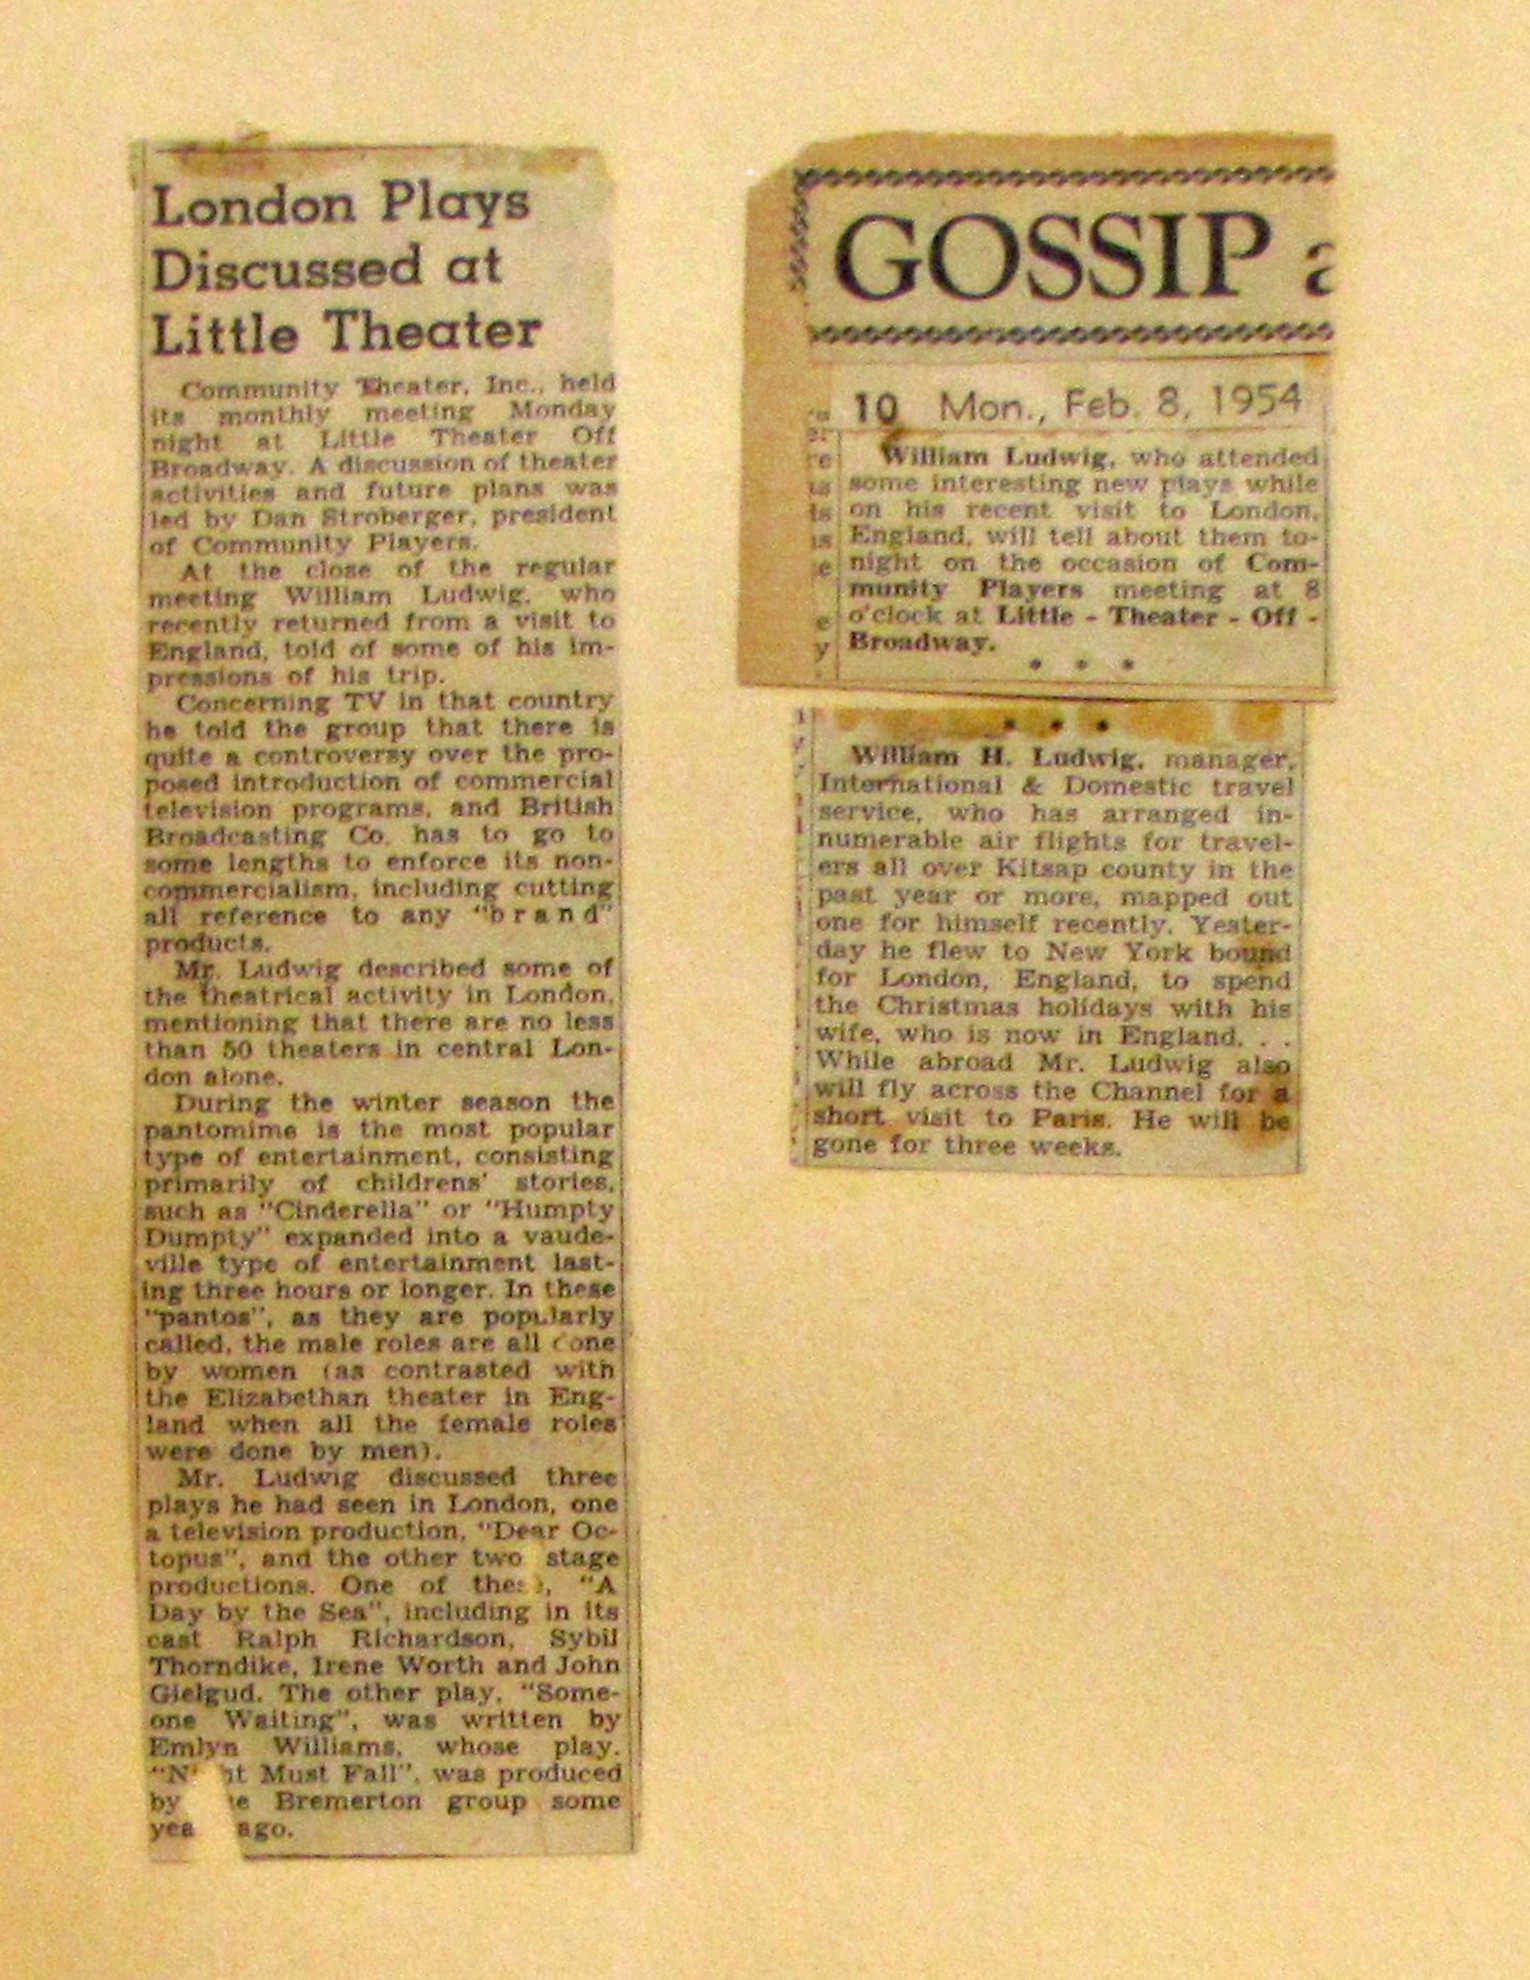 London Plays
Discussed at
Little Theater
Community Theater, Inc., held
its monthly meeting Monday
night at Little Theater Off
Broadway. A discussion of theater
activities and future plans was
led by Dan Stroberger, president
of Community Players.
At the close of the regular
meeting William Ludwig, who
recently returned from a visit to
England, told of some of his im-
pressions of his trip.
Concerning TV in that country
he told the group that there is
quite a controversy over the pro-
posed introduction of commercial
television programs, and British
Broadcasting Co. has to go to
some lengths to enforce its non-
commercialism, including cutting
all reference to any "brand"
products.
Mr. Ludwig described some of
the theatrical activity in London,
mentioning that there are no less
than 50 theaters in central Lon-
don alone.
During the winter season the
pantomime is the most popular
type of entertainment, consisting
primarily of childrens' stories,
such as "Cinderella" or "Humpty
Dumpty" expanded into a vaude-
ville type of entertainment last-
ing three hours or longer. In these
"pantos", as they are popularly
called, the male roles are all done
by women (as contrasted with
the Elizabethan theater in Eng-
land when all the female roles
were done by men).
Mr. Ludwig discussed three
plays he had seen in London, one
a television production, "Dear Oc-
topus", and the other two stage
productions. One of these, "A
Day by the Sea", including in its
cast Ralph Richardson, Sybil
Thorndike, Irene Worth and John
Gielgud. The other play, "Some-
one Waiting", was written by
Emlyn Williams, whose play,
"N ht Must Fall", was produced
by e Bremerton group some
yea ago.
GOSSIP a
10 Mon., Feb. 8, 1954
William Ludwig, who attended
some interesting new plays while
on his recent visit to London,
England, will tell about them to-
night on the occasion of Com-
munity Players meeting at 8
o'clock at Little - Theater - Off -
Broadway.
• • •
• • •
William H. Ludwig, manager,
International & Domestic travel
service, who has arranged in-
numerable air flights for travel-
ers all over Kitsap county in the
past year or more, mapped out
one for himself recently. Yester-
day he flew to New York bound
for London, England, to spend
the Christmas holidays with his
wife, who is now in England. . .
While abroad Mr. Ludwig also
will fly across the Channel for a
short visit to Paris. He will be
gone for three weeks.